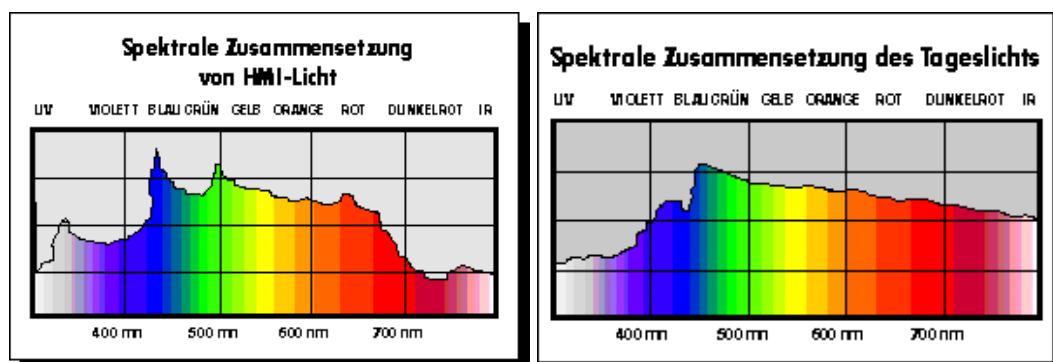 Spektrale Zusammensetzung
von HMI-Licht
UV VIOLETT BLAU GRÜN GELB ORANGE ROT DUNKELROT IR
400 nm 500 nm 600 nm 700 nm
Spektrale Zusammensetzung des Tageslichts
UV VIOLETT BLAU GRÜN GELB ORANGE ROT DUNKELROT IR
400 nm 500 nm 600 nm 700 nm